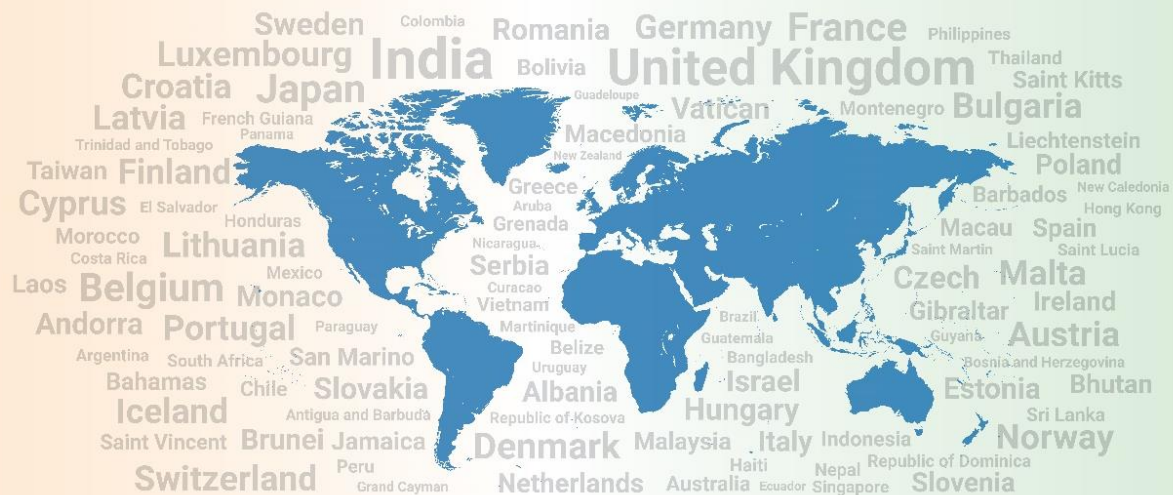 Sweden Colombia Romania Germany France Philippines
Luxembourg India Bolivia United Kingdom Thailand
Croatia Japan Guadeloupe Vatican Saint Kitts
Latvia French Guiana Macedonia Montenegro Bulgaria
Trinidad and Tobago Panama New Zealand Liechtenstein
Taiwan Finland Greece Poland
Cyprus El Salvador Aruba Barbados New Caledonia
Honduras Grenada Hong Kong
Morocco Lithuania Nicaragua Macau Spain
Costa Rica Serbia Saint Martin Saint Lucia
Laos Belgium Mexico Curacao Czech Malta
Monaco Vietnam Brazil Gibraltar Ireland
Andorra Portugal Paraguay Martinique Guatemala Guyana Austria
Argentina South Africa San Marino Belize Bangladesh Bosnia and Herzegovina
Bahamas Chile Slovakia Uruguay Albania Israel Estonia Bhutan
Iceland Antigua and Barbuda Republic of Kosova Hungary Sri Lanka
Saint Vincent Brunei Jamaica Denmark Malaysia Italy Indonesia Norway
Switzerland Peru Haiti Nepal Republic of Dominica
Grand Cayman Netherlands Australia Ecuador Singapore Slovenia